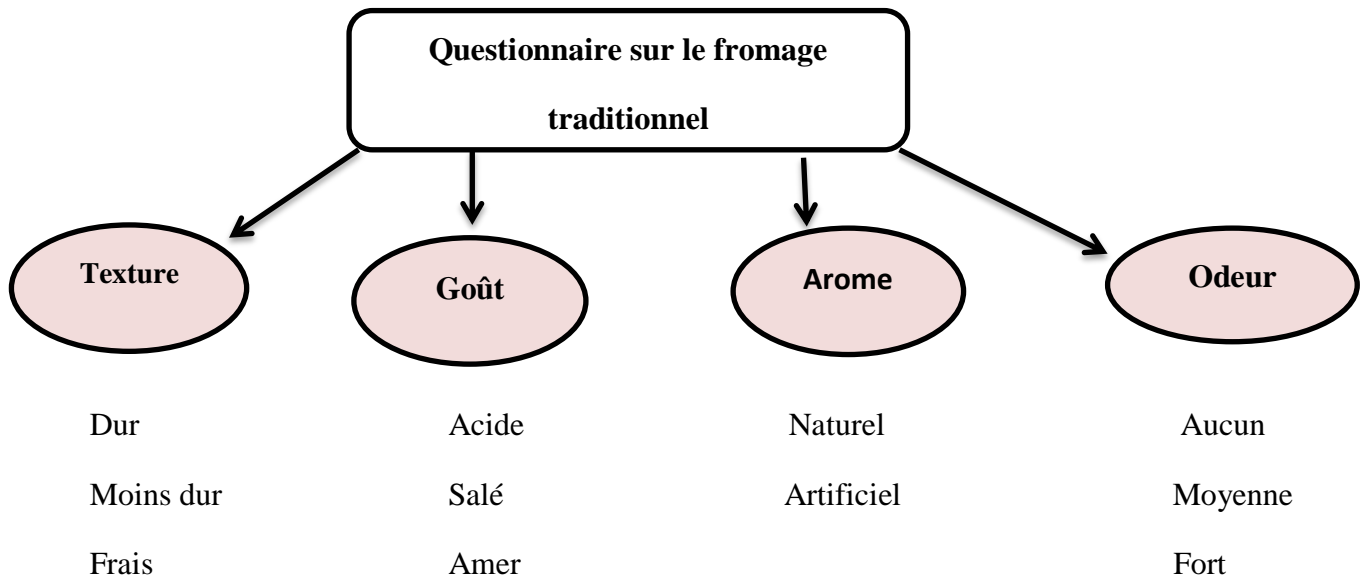 Questionnaire sur le fromage
traditionnel
Texture
Goût
Arome
Odeur
Dur
Acide
Naturel
Aucun
Moins dur
Salé
Artificiel
Moyenne
Frais
Amer
Fort